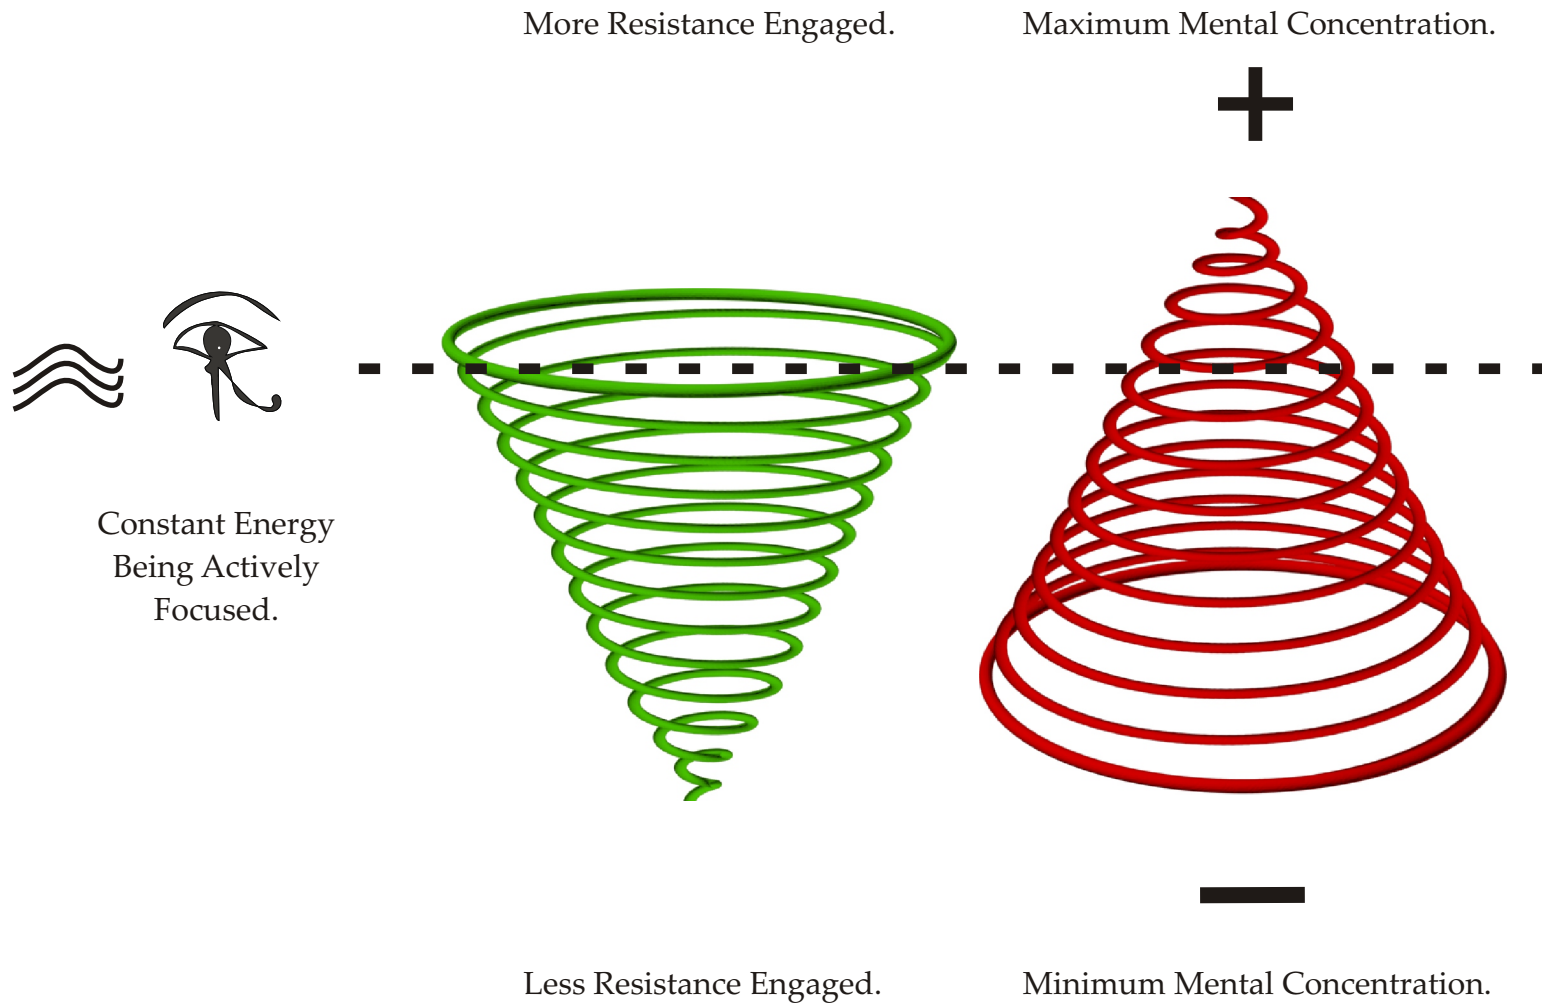 More Resistance Engaged.
Maximum Mental Concentration.
+
Constant Energy
Being Actively
Focused.
−
Less Resistance Engaged.
Minimum Mental Concentration.